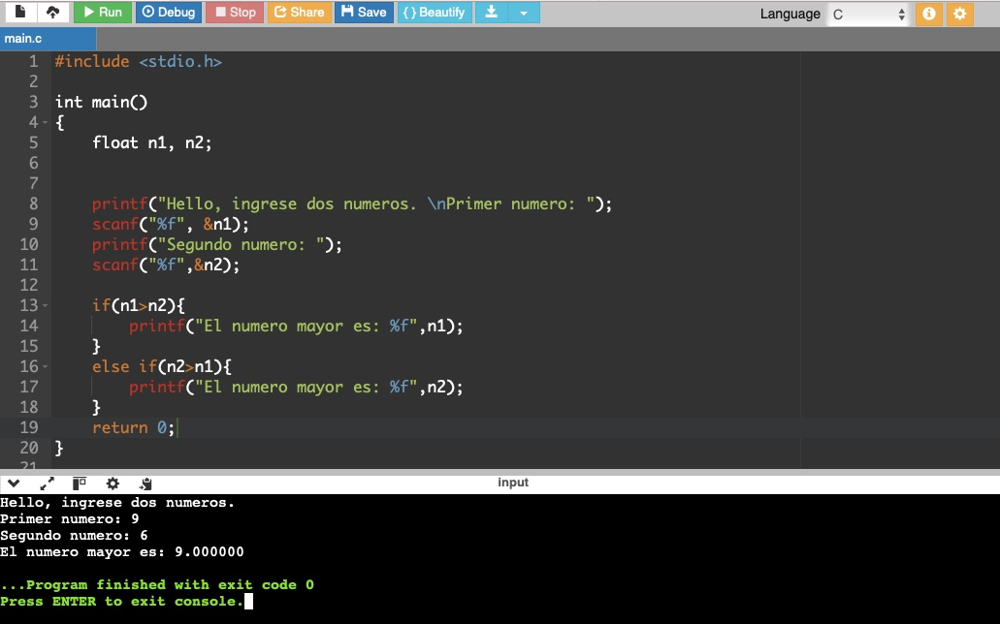 Run Debug Stop Share Save {} Beautify Language C
main.c
1 #include <stdio.h>
2
3 int main()
4 {
5     float n1, n2;
6
7
8     printf("Hello, ingrese dos numeros. \nPrimer numero: ");
9     scanf("%f", &n1);
10     printf("Segundo numero: ");
11     scanf("%f",&n2);
12
13     if(n1>n2){
14         printf("El numero mayor es: %f",n1);
15     }
16     else if(n2>n1){
17         printf("El numero mayor es: %f",n2);
18     }
19     return 0;
20 }
21
input
Hello, ingrese dos numeros.
Primer numero: 9
Segundo numero: 6
El numero mayor es: 9.000000
...Program finished with exit code 0
Press ENTER to exit console.